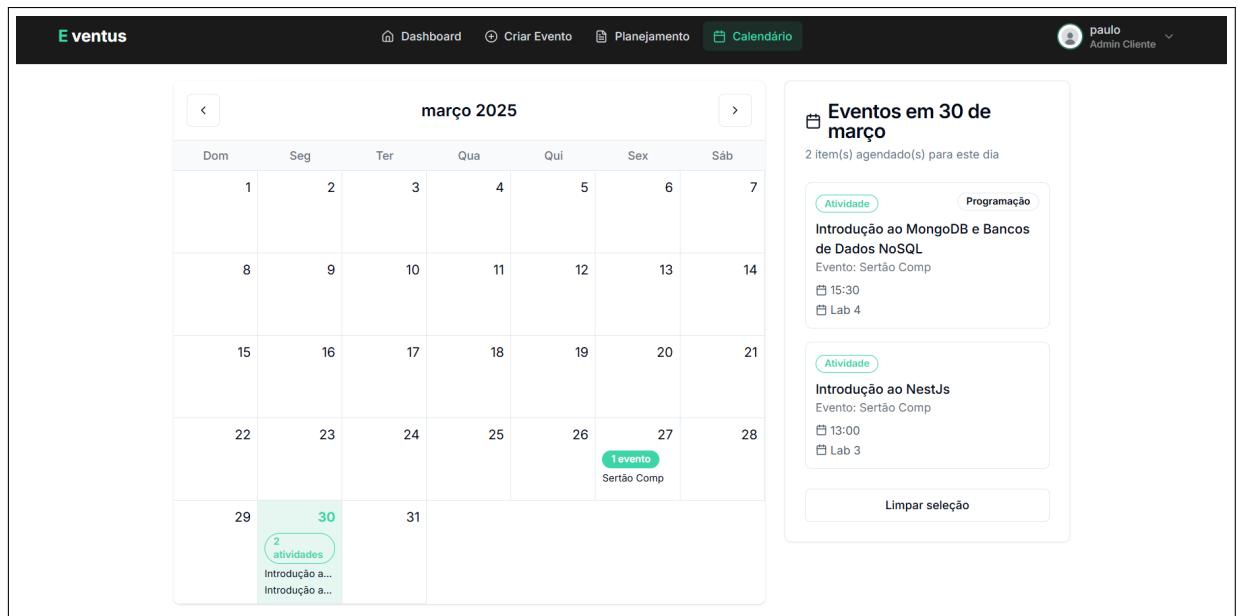 E ventus
Dashboard
Criar Evento
Planejamento
Calendário
paulo
Admin Cliente
março 2025
Dom Seg Ter Qua Qui Sex Sáb
1 2 3 4 5 6 7
8 9 10 11 12 13 14
15 16 17 18 19 20 21
22 23 24 25 26 27 28
1 evento
Sertão Comp
29 30 31
2
atividades
Introdução a...
Introdução a...
Eventos em 30 de
março
2 item(s) agendado(s) para este dia
Atividade
Programação
Introdução ao MongoDB e Bancos
de Dados NoSQL
Evento: Sertão Comp
15:30
Lab 4
Atividade
Introdução ao NestJs
Evento: Sertão Comp
13:00
Lab 3
Limpar seleção